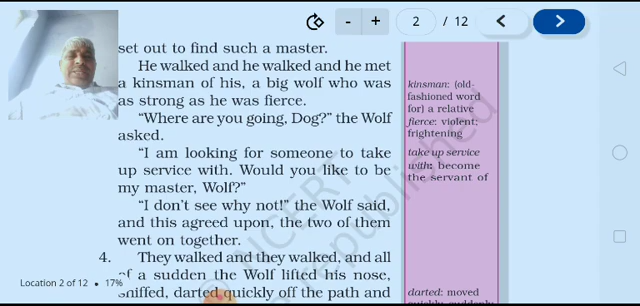 - + 2 / 12 < >
set out to find such a master.
He walked and he walked and he met
a kinsman of his, a big wolf who was
as strong as he was fierce.
“Where are you going, Dog?” the Wolf
asked.
“I am looking for someone to take
up service with. Would you like to be
my master, Wolf?”
“I don’t see why not!” the Wolf said,
and this agreed upon, the two of them
went on together.
4. They walked and they walked, and all
of a sudden the Wolf lifted his nose,
sniffed, darted quickly off the path and
kinsman: (old-
fashioned word
for) a relative
fierce: violent;
frightening
take up service
with: become
the servant of
darted: moved
quickly suddenly
Location 2 of 12 • 17%
© NCERT
republished